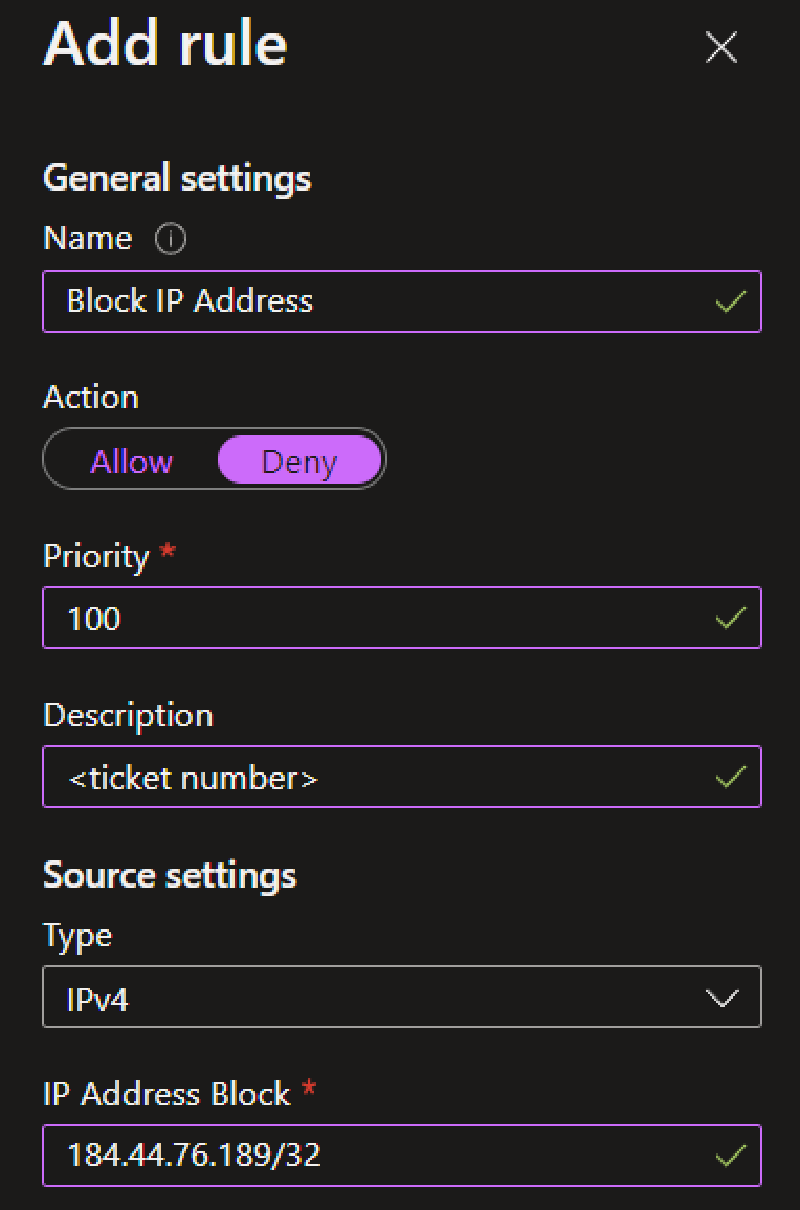 Add rule
General settings
Name
Block IP Address
Action
Allow Deny
Priority *
100
Description
<ticket number>
Source settings
Type
IPv4
IP Address Block *
184.44.76.189/32